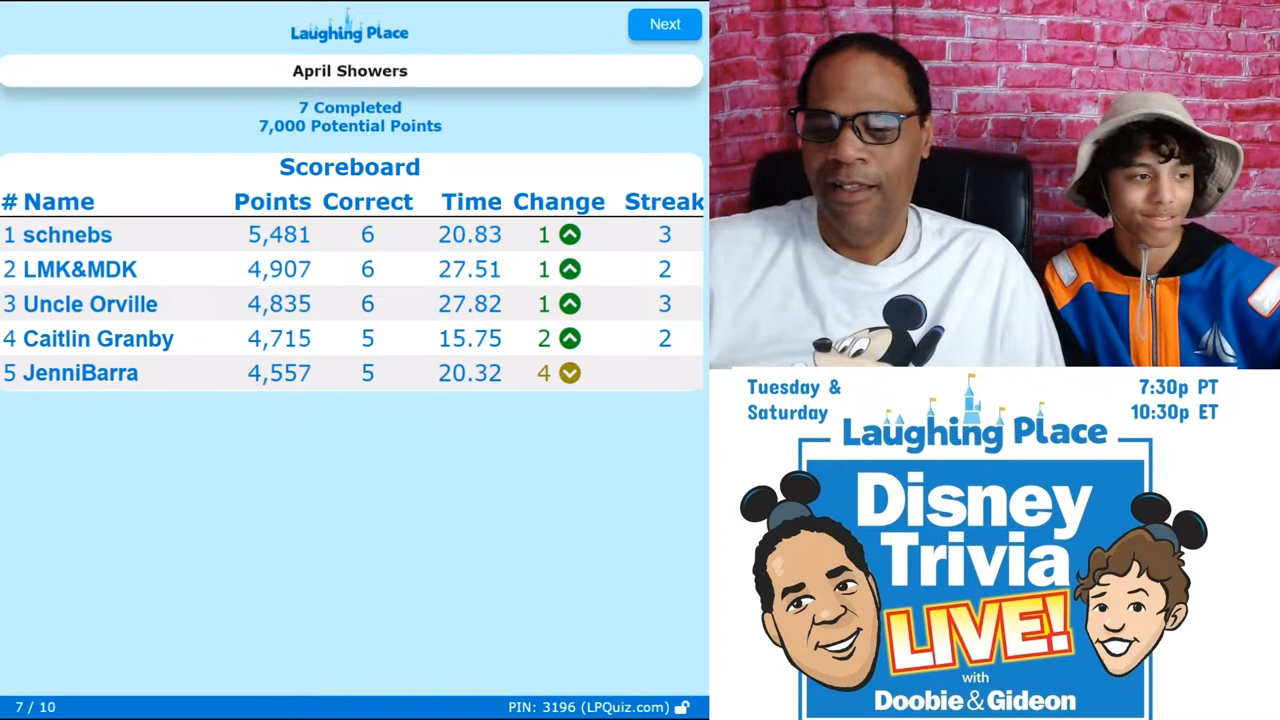 Laughing Place
Next
April Showers
7 Completed
7,000 Potential Points
Scoreboard
# Name Points Correct Time Change Streak
1 schnebs 5,481 6 20.83 1 3
2 LMK&MDK 4,907 6 27.51 1 2
3 Uncle Orville 4,835 6 27.82 1 3
4 Caitlin Granby 4,715 5 15.75 2 2
5 JenniBarra 4,557 5 20.32 4
7 / 10
PIN: 3196 (LPQuiz.com)
Tuesday & 7:30p PT
Saturday 10:30p ET
Laughing Place
Disney
Trivia
LIVE!
with
Doobie & Gideon